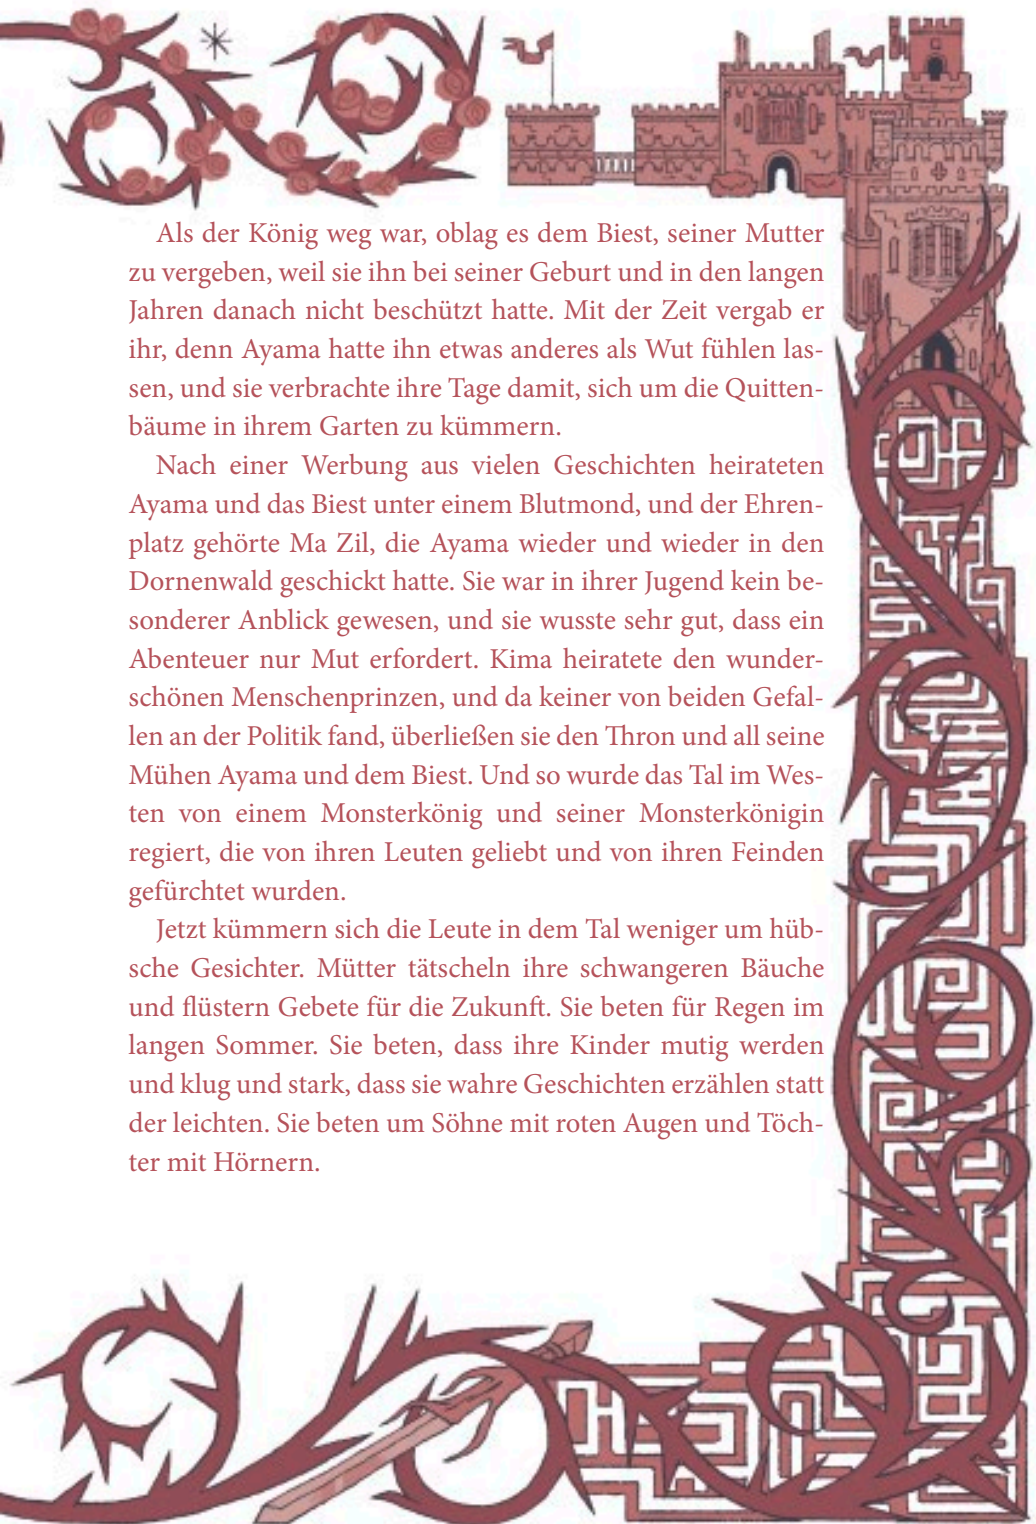 Als der König weg war, oblag es dem Biest, seiner Mutter
zu vergeben, weil sie ihn bei seiner Geburt und in den langen
Jahren danach nicht beschützt hatte. Mit der Zeit vergab er
ihr, denn Ayama hatte ihn etwas anderes als Wut fühlen las-
sen, und sie verbrachte ihre Tage damit, sich um die Quitten-
bäume in ihrem Garten zu kümmern.
Nach einer Werbung aus vielen Geschichten heirateten
Ayama und das Biest unter einem Blutmond, und der Ehren-
platz gehörte Ma Zil, die Ayama wieder und wieder in den
Dornenwald geschickt hatte. Sie war in ihrer Jugend kein be-
sonderer Anblick gewesen, und sie wusste sehr gut, dass ein
Abenteuer nur Mut erfordert. Kima heiratete den wunder-
schönen Menschenprinzen, und da keiner von beiden Gefal-
len an der Politik fand, überließen sie den Thron und all seine
Mühen Ayama und dem Biest. Und so wurde das Tal im Wes-
ten von einem Monsterkönig und seiner Monsterkönigin
regiert, die von ihren Leuten geliebt und von ihren Feinden
gefürchtet wurden.
Jetzt kümmern sich die Leute in dem Tal weniger um hüb-
sche Gesichter. Mütter tätscheln ihre schwangeren Bäuche
und flüstern Gebete für die Zukunft. Sie beten für Regen im
langen Sommer. Sie beten, dass ihre Kinder mutig werden
und klug und stark, dass sie wahre Geschichten erzählen statt
der leichten. Sie beten um Söhne mit roten Augen und Töch-
ter mit Hörnern.